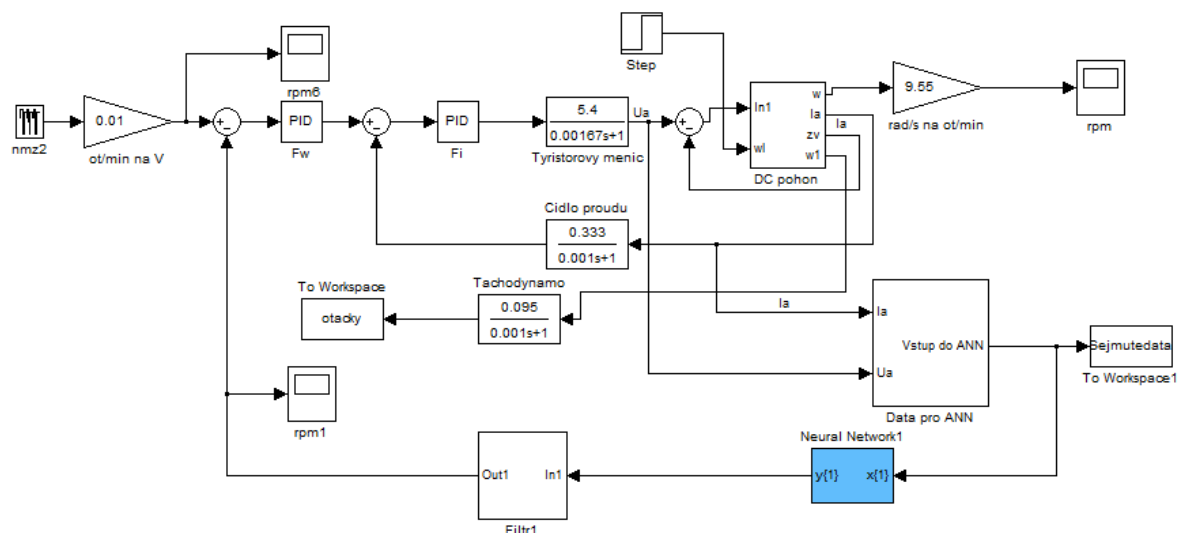 Step
rpm6
nmz2
0.01
ot/min na V
PID
Fw
PID
Fi
5.4
0.00167s+1
Tyristorovy menic
Ua
In1
wl
w
Ia
zv
w1
DC pohon
Ia
9.55
rad/s na ot/min
rpm
Cidlo proudu
0.333
0.001s+1
Tachodynamo
0.095
0.001s+1
To Workspace
otacky
Ia
Ia
Ua
Vstup do ANN
Data pro ANN
Sejmutedata
To Workspace1
rpm1
Neural Network1
y{1}
x{1}
Out1
In1
Filtr1